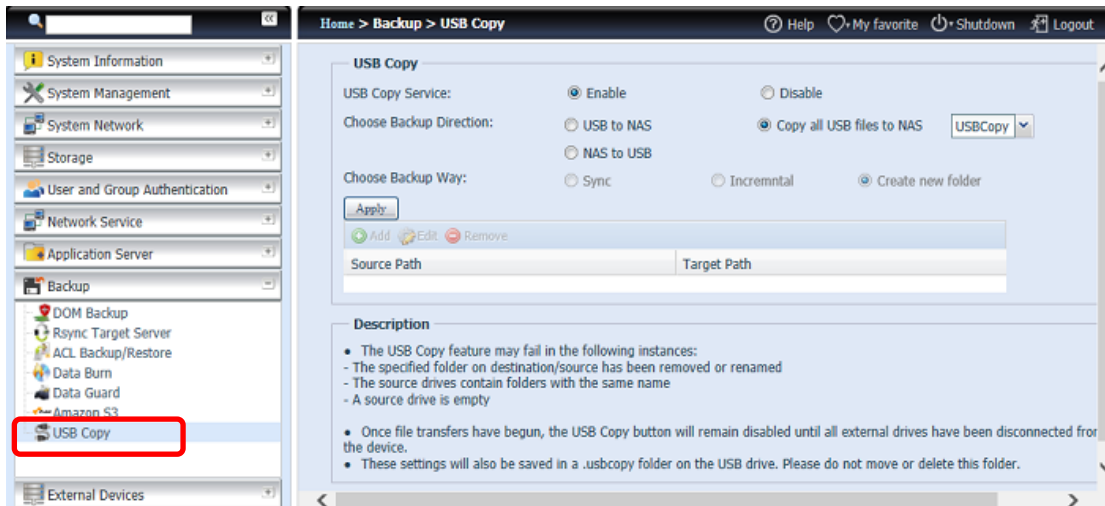 Home > Backup > USB Copy
Help My favorite Shutdown Logout
System Information
System Management
System Network
Storage
User and Group Authentication
Network Service
Application Server
Backup
DOM Backup
Rsync Target Server
ACL Backup/Restore
Data Burn
Data Guard
Amazon S3
USB Copy
External Devices
USB Copy
USB Copy Service: Enable Disable
Choose Backup Direction: USB to NAS Copy all USB files to NAS USBCopy
NAS to USB
Choose Backup Way: Sync Incremntal Create new folder
Apply
Add Edit Remove
Source Path Target Path
Description
• The USB Copy feature may fail in the following instances:
- The specified folder on destination/source has been removed or renamed
- The source drives contain folders with the same name
- A source drive is empty
• Once file transfers have begun, the USB Copy button will remain disabled until all external drives have been disconnected from
the device.
• These settings will also be saved in a .usbcopy folder on the USB drive. Please do not move or delete this folder.